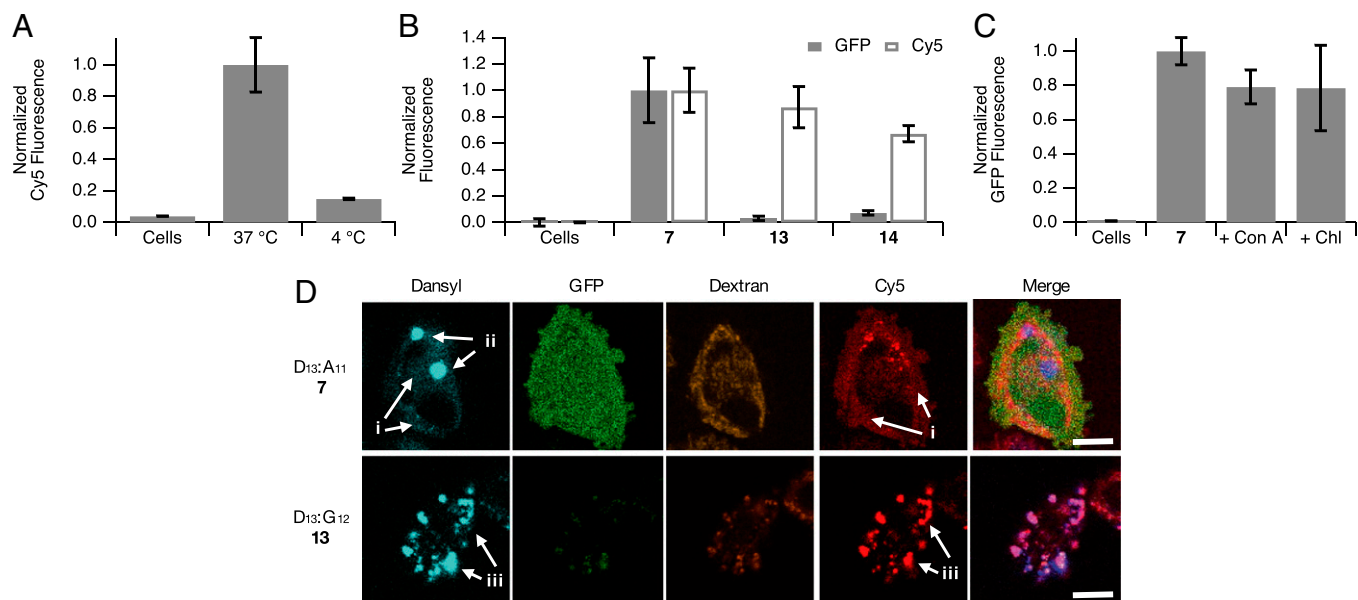 A
Normalized
Cy5 Fluorescence
1.0
0.8
0.6
0.4
0.2
0.0
Cells
37 °C
4 °C
B
Normalized
Fluorescence
1.4
1.2
1.0
0.8
0.6
0.4
0.2
0.0
GFP
Cy5
Cells
7
13
14
C
Normalized
GFP Fluorescence
1.0
0.8
0.6
0.4
0.2
0.0
Cells
7
+ Con A
+ Chl
D
Dansyl
GFP
Dextran
Cy5
Merge
D₁₃:A₁₁
7
ii
i
i
D₁₃:G₁₂
13
iii
iii